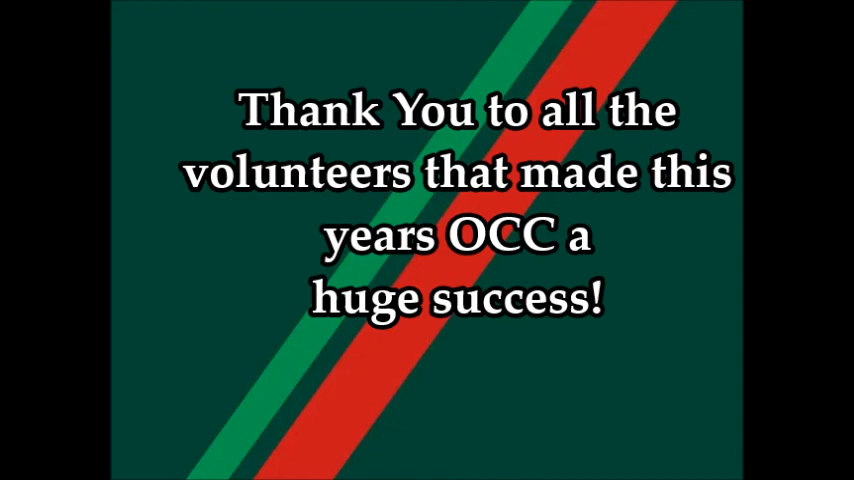 Thank You to all the
volunteers that made this
years OCC a
huge success!